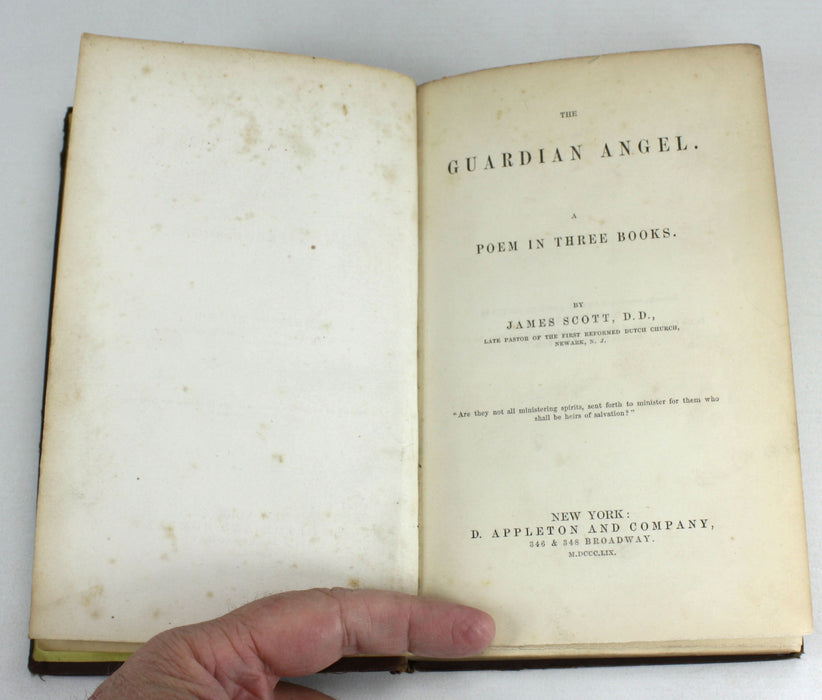 THE
GUARDIAN ANGEL.
A
POEM IN THREE BOOKS.
BY
JAMES SCOTT, D.D.,
LATE PASTOR OF THE FIRST REFORMED DUTCH CHURCH,
NEWARK, N. J.
"Are they not all ministering spirits, sent forth to minister for them who
shall be heirs of salvation?"
NEW YORK:
D. APPLETON AND COMPANY,
346 & 348 BROADWAY.
M.DCCC.LIX.